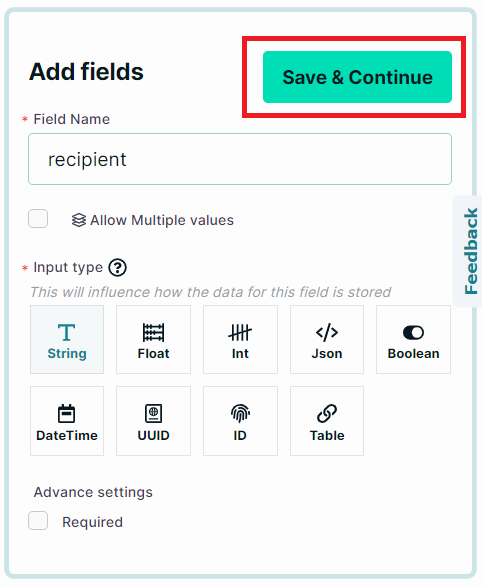 Add fields
Save & Continue
* Field Name
recipient
Allow Multiple values
Feedback
* Input type ?
This will influence how the data for this field is stored
String Float Int Json Boolean
DateTime UUID ID Table
Advance settings
Required